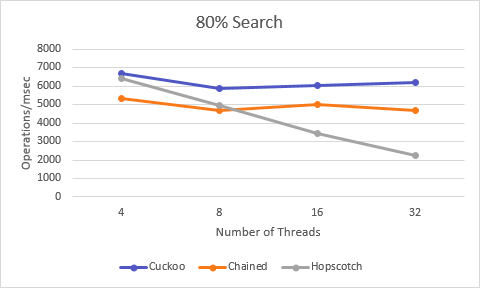 80% Search
8000
7000
6000
5000
4000
3000
2000
1000
0
Operations/msec
4 8 16 32
Number of Threads
Cuckoo Chained Hopscotch